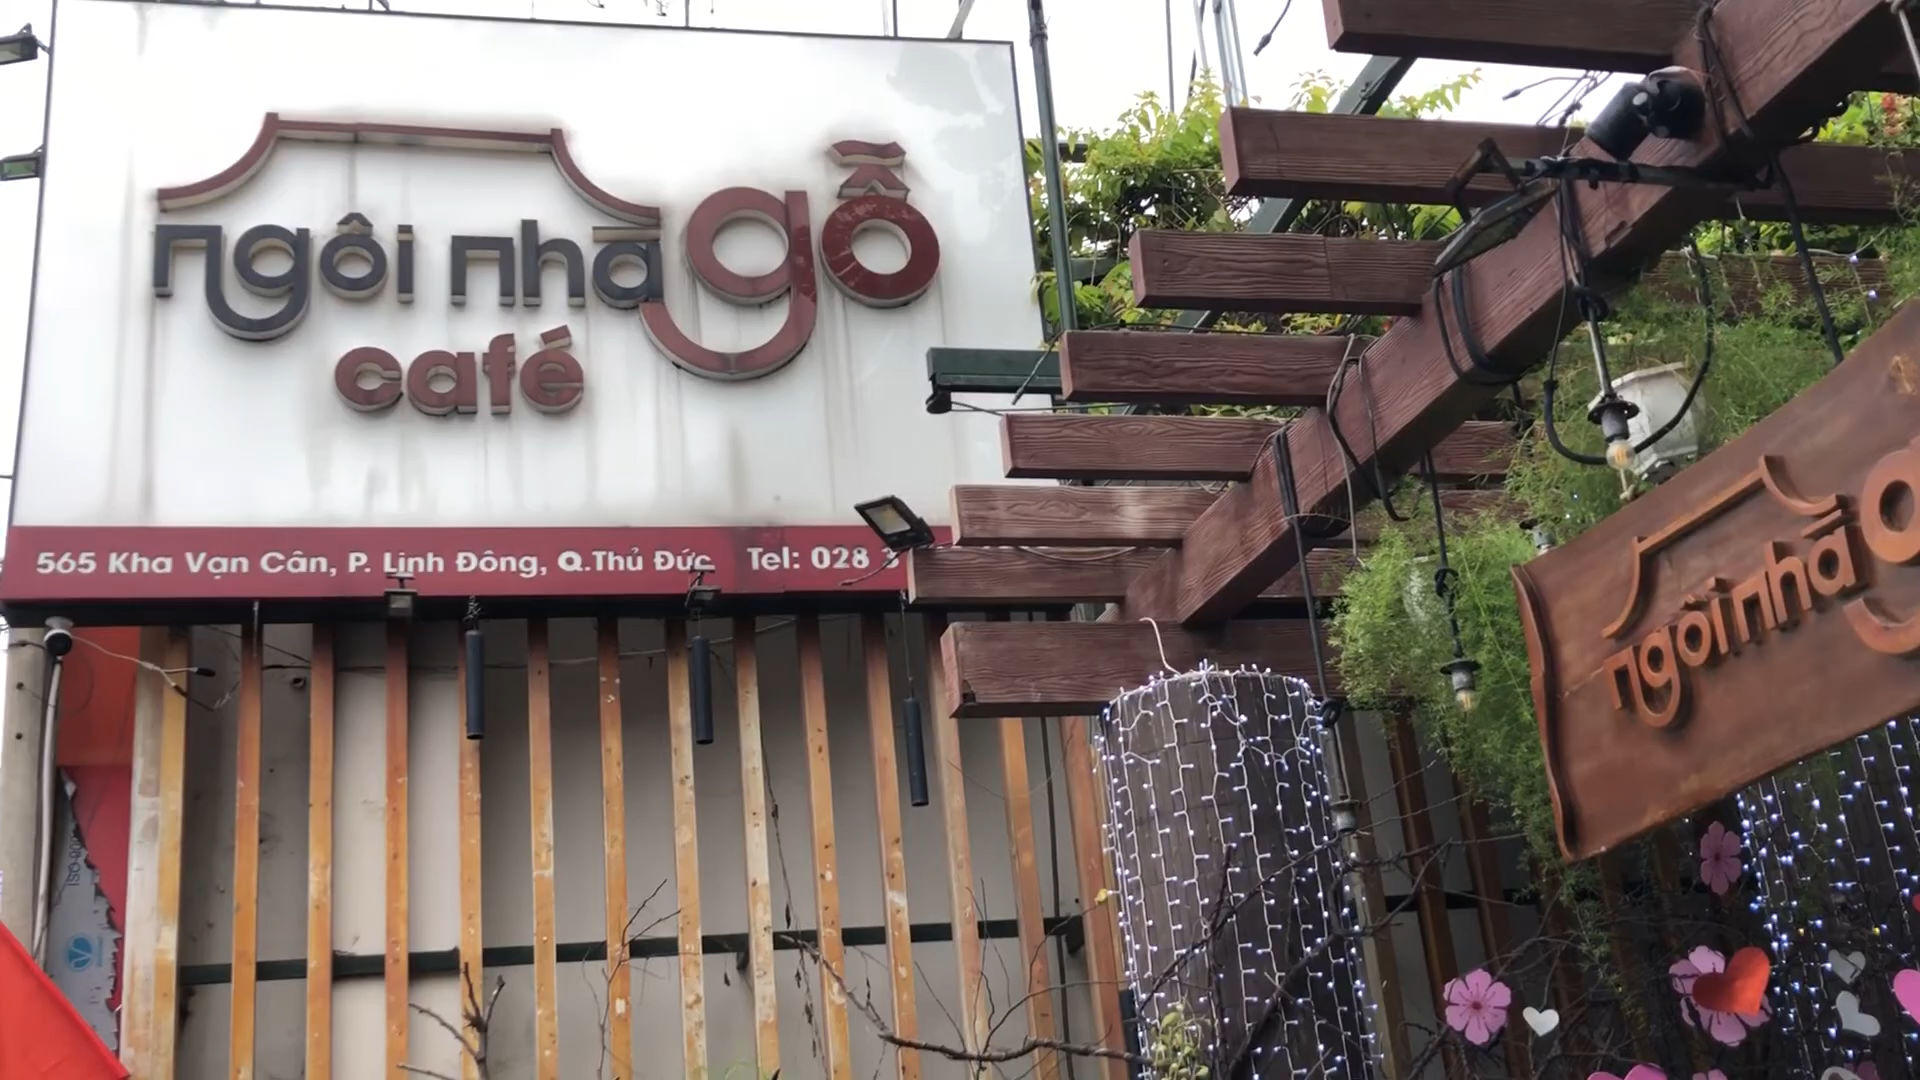 ngôi nhà gỗ
café
565 Kha Vạn Cân, P. Linh Đông, Q.Thủ Đức Tel: 028 3
ngôi nhà g